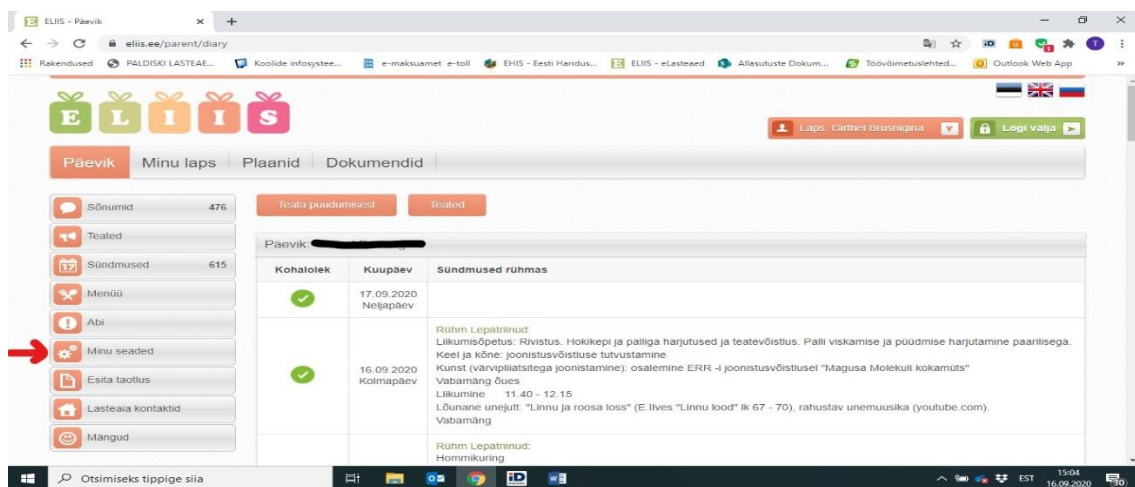 ELIIS - Päevik
eliis.ee/parent/diary
Rakendused
PALDISKI LASTEAE...
Koolide infosystee...
e-maksuamet e-toll
EHIS - Eesti Haridus...
ELIIS - eLasteaed
Allasutuste Dokum...
Töövõimetuslehted...
Outlook Web App
ELIIS
Laps: Girthel Brusnigina
Logi välja
Päevik Minu laps Plaanid Dokumendid
Sõnumid 476
Teated
Sündmused 615
Menüü
Abi
Minu seaded
Esita taotlus
Lasteaia kontaktid
Mängud
Teata puudumisest Teated
Päevik:
Kohalolek Kuupäev Sündmused rühmas
17.09.2020
Neljapäev
16.09.2020
Kolmapäev
Rühm Lepatriinud:
Liikumisõpetus: Rivistus. Hokikepi ja palliga harjutused ja teatevõistlus. Palli viskamise ja püüdmise harjutamine paarilisega.
Keel ja kõne: joonistusvõistluse tutvustamine
Kunst (värvipliiatsitega joonistamine): osalemine ERR -i joonistusvõistlusel "Magusa Molekuli kokamüts"
Vabamäng õues
Liikumine 11.40 - 12.15
Lõunane unejutt: "Linnu ja roosa loss" (E.Ilves "Linnu lood" lk 67 - 70), rahustav unemuusika (youtube.com).
Vabamäng
Rühm Lepatriinud:
Hommikuring
Otsimiseks tippige siia
EST
15:04
16.09.2020
30